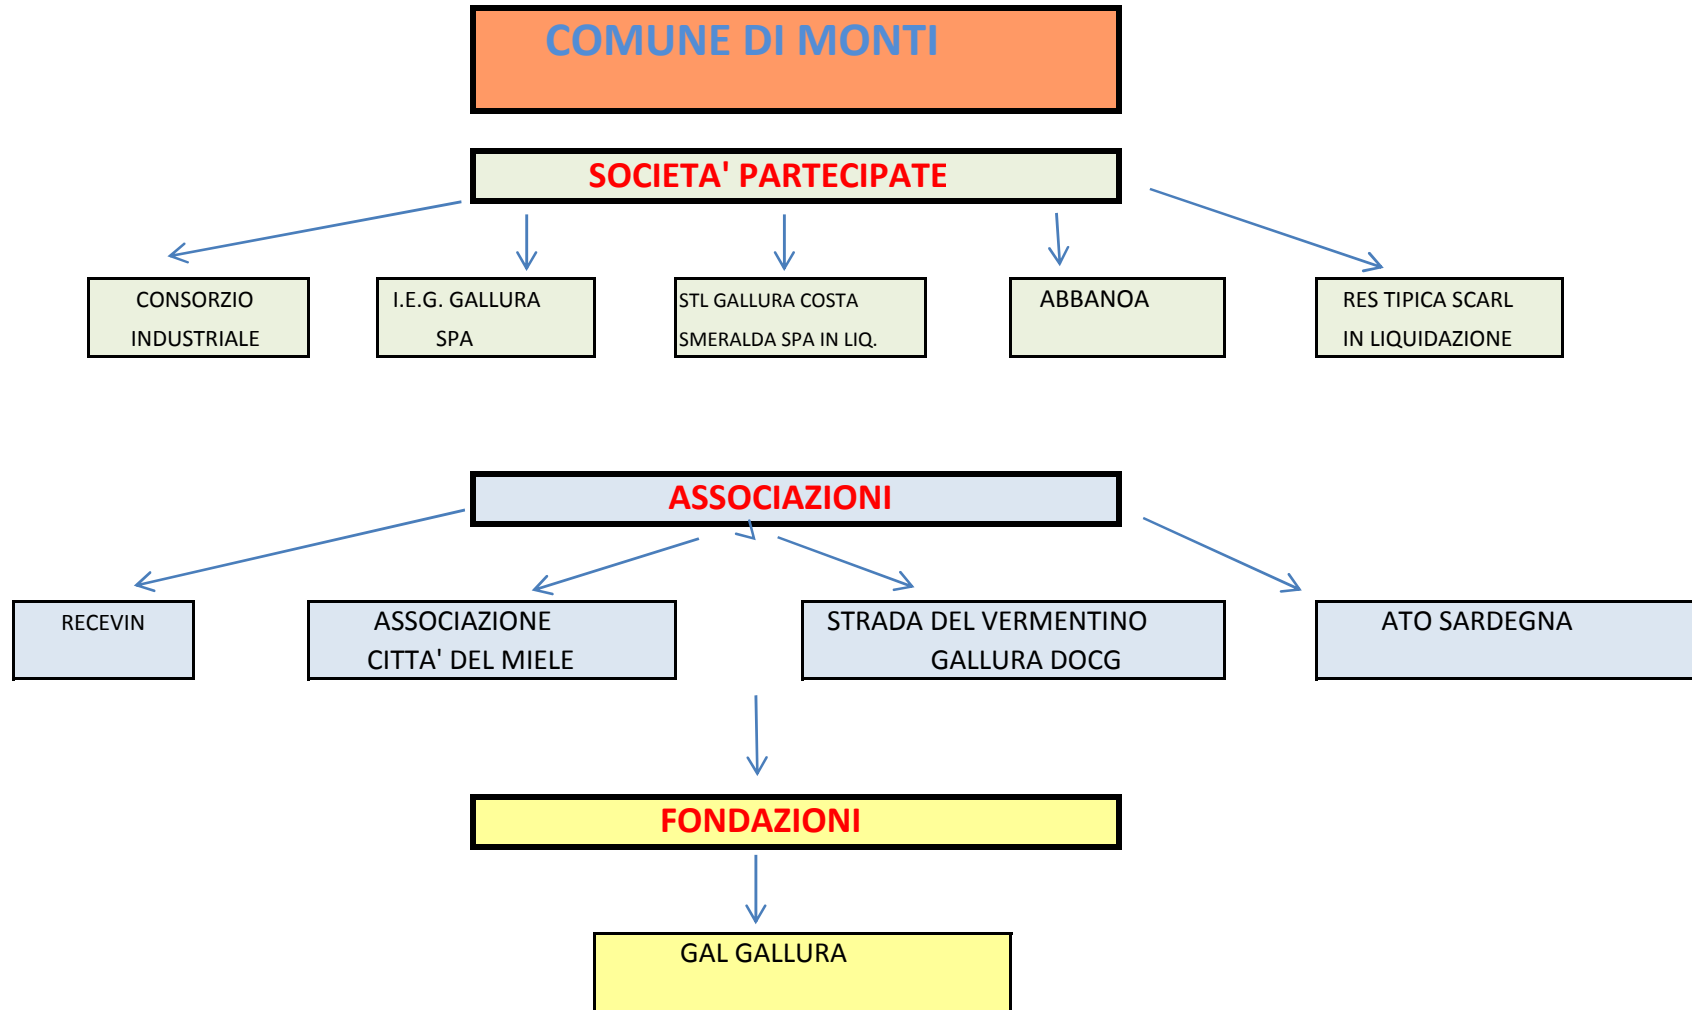 COMUNE DI MONTI
SOCIETA' PARTECIPATE
CONSORZIO
INDUSTRIALE
I.E.G. GALLURA
SPA
STL GALLURA COSTA
SMERALDA SPA IN LIQ.
ABBANOA
RES TIPICA SCARL
IN LIQUIDAZIONE
ASSOCIAZIONI
RECEVIN
ASSOCIAZIONE
CITTA' DEL MIELE
STRADA DEL VERMENTINO
GALLURA DOCG
ATO SARDEGNA
FONDAZIONI
GAL GALLURA